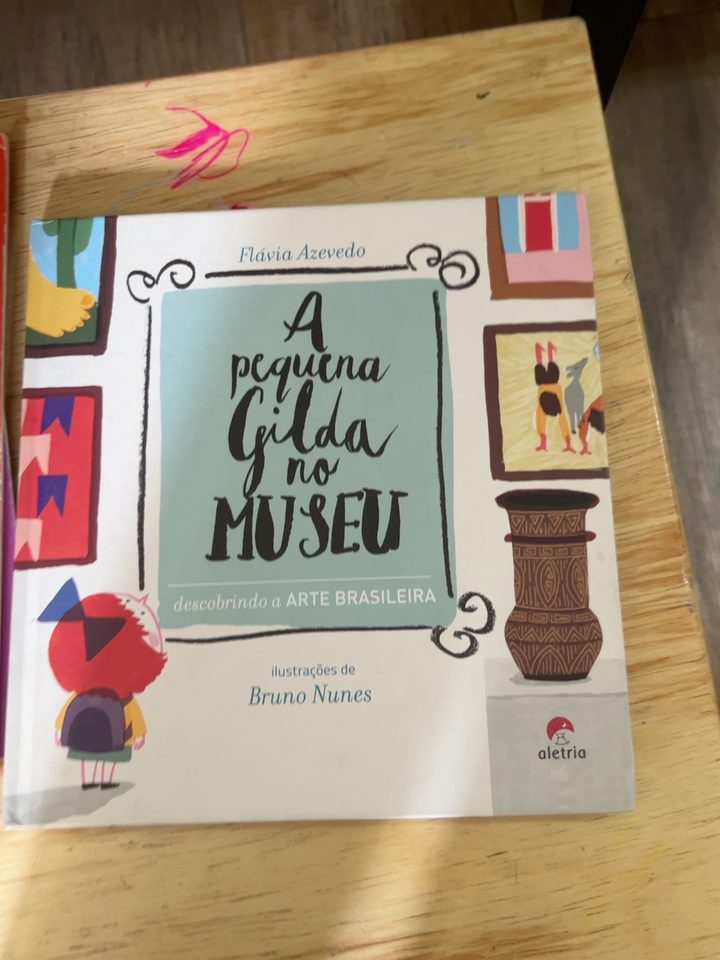 Flávia Azevedo
A
pequena
Gilda
no
MUSEU
descobrindo a ARTE BRASILEIRA
ilustrações de
Bruno Nunes
aletria